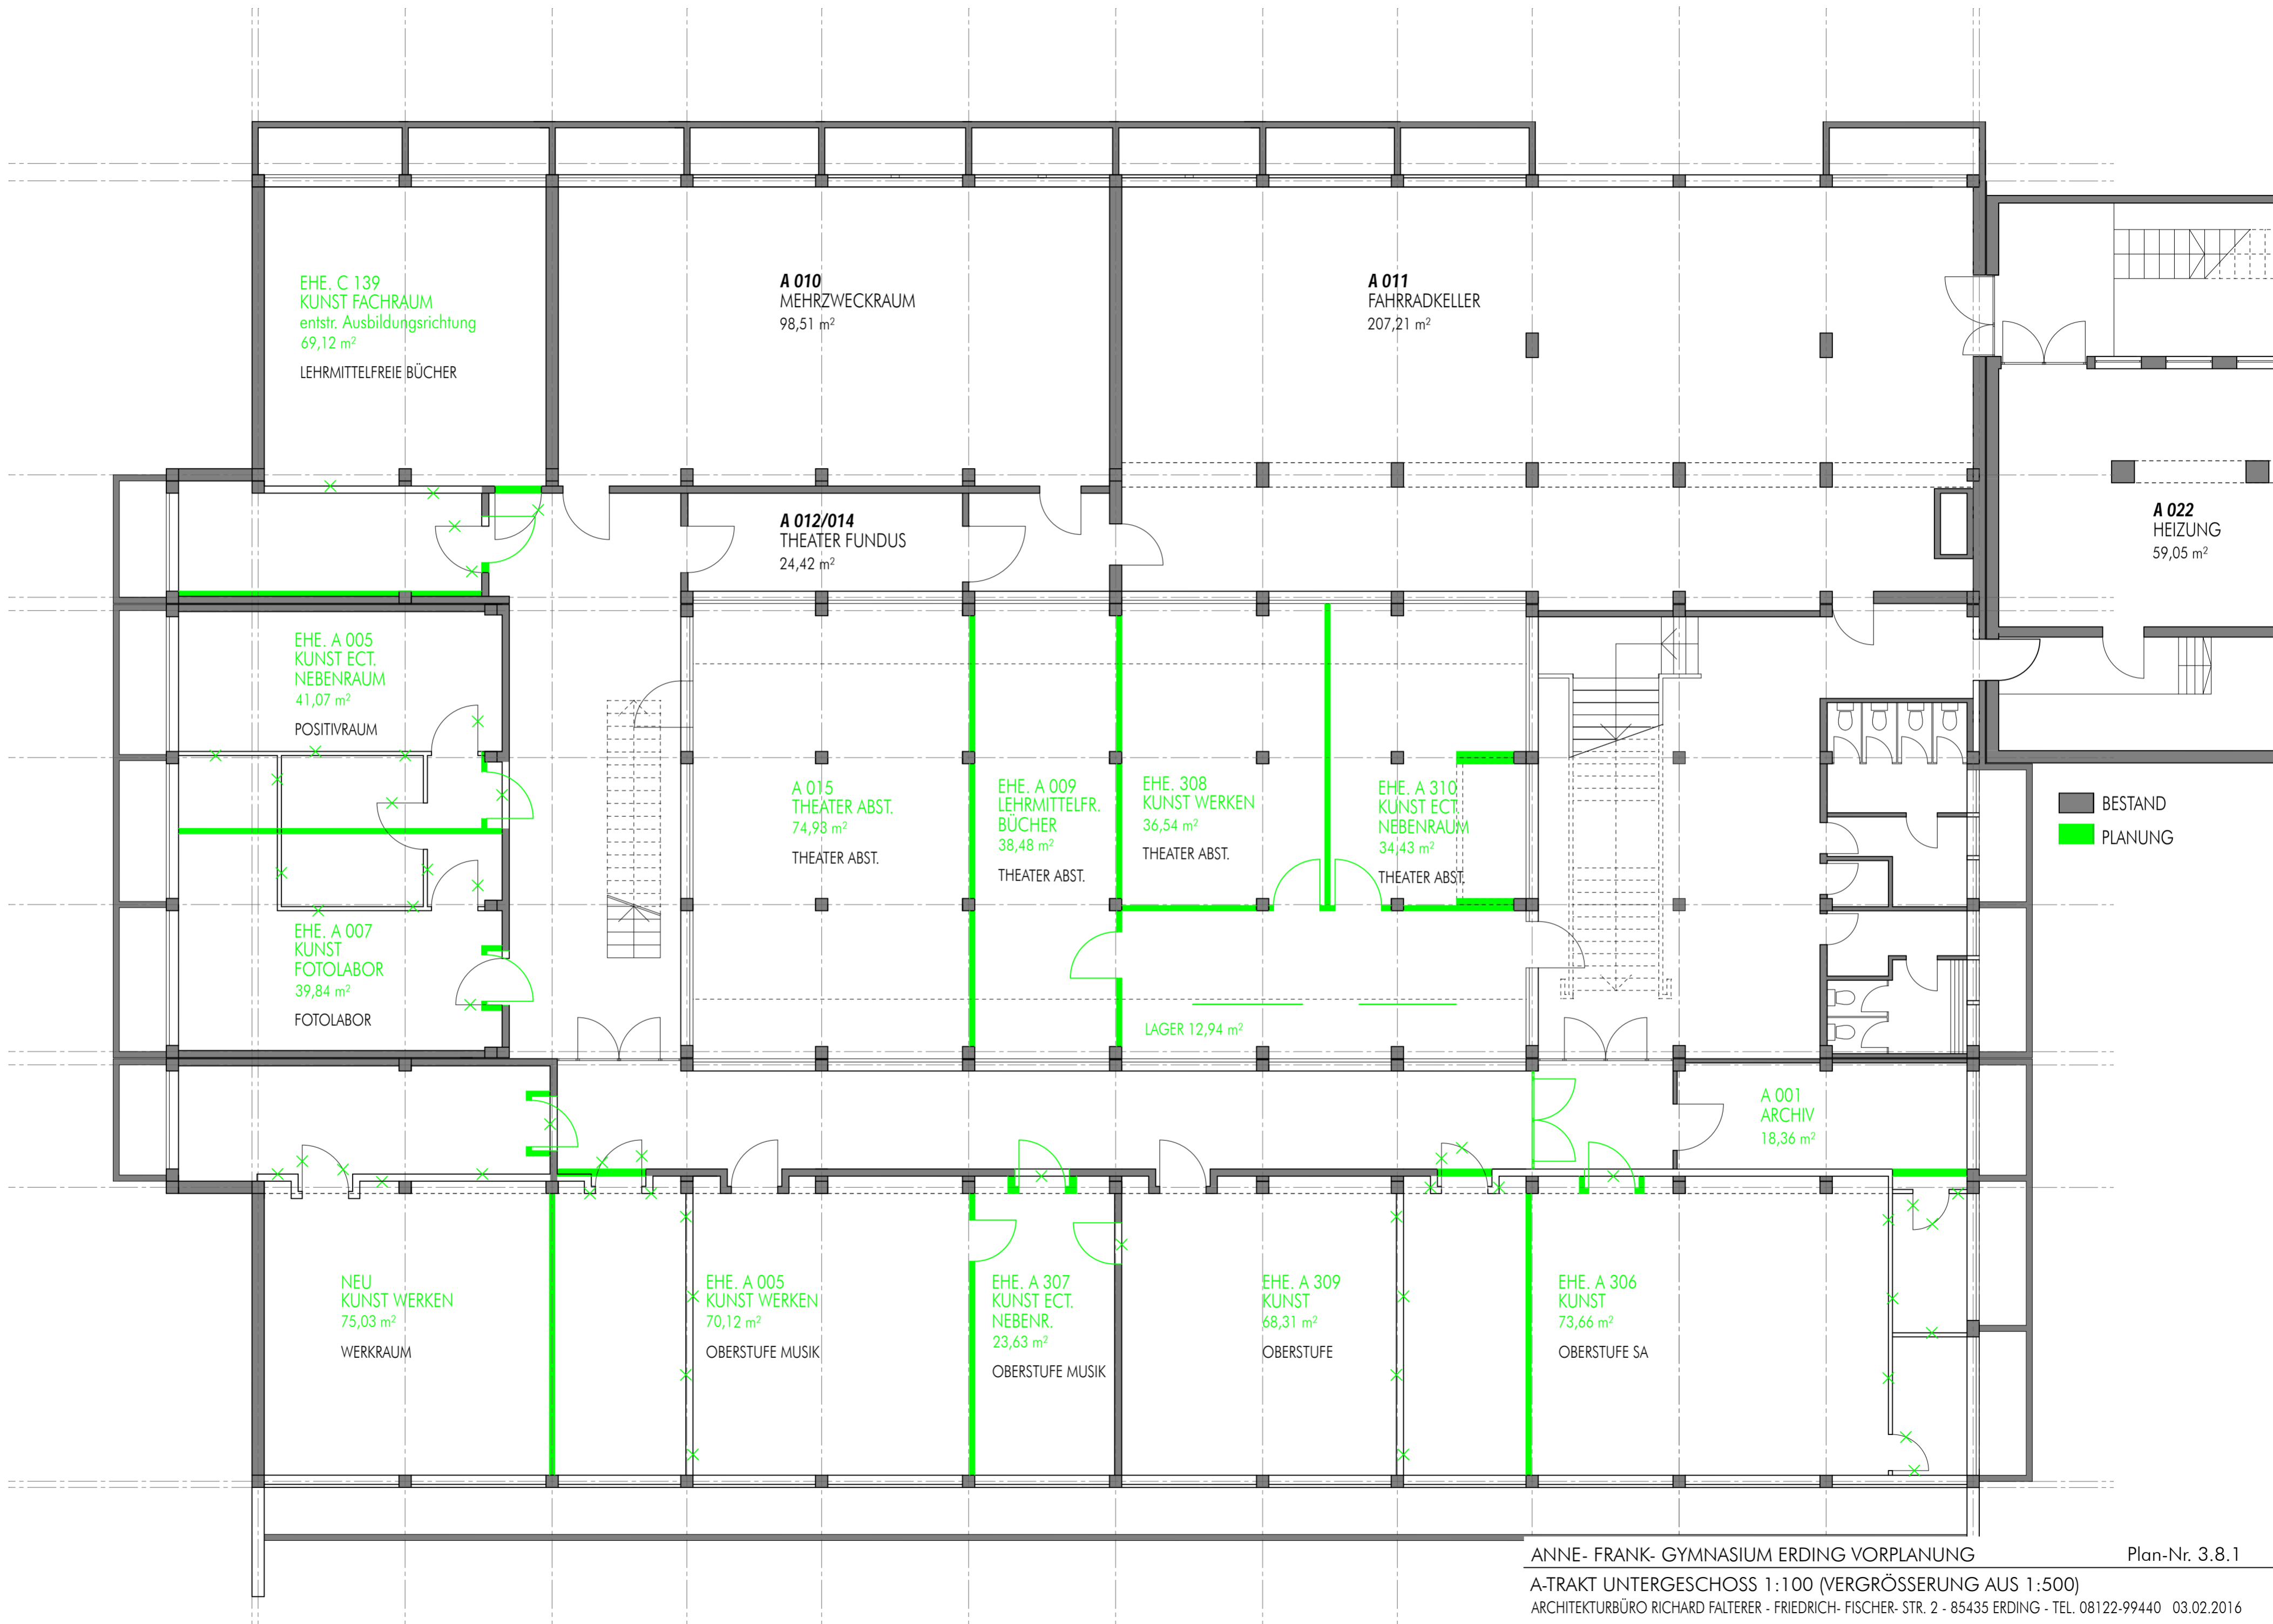 EHE. C 139
KUNST FACHRAUM
entstr. Ausbildungsrichtung
69,12 m²
LEHRMITTELFREIE BÜCHER
A 010
MEHRZWECKRAUM
98,51 m²
A 011
FAHRRADKELLER
207,21 m²
A 012/014
THEATER FUNDUS
24,42 m²
A 022
HEIZUNG
59,05 m²
EHE. A 005
KUNST ECT.
NEBENRAUM
41,07 m²
POSITIVRAUM
A 015
THEATER ABST.
74,93 m²
THEATER ABST.
EHE. A 009
LEHRMITTELFR.
BÜCHER
38,48 m²
THEATER ABST.
EHE. 308
KUNST WERKEN
36,54 m²
THEATER ABST.
EHE. A 310
KUNST ECT.
NEBENRAUM
34,43 m²
THEATER ABST.
BESTAND
PLANUNG
EHE. A 007
KUNST
FOTOLABOR
39,84 m²
FOTOLABOR
LAGER 12,94 m²
A 001
ARCHIV
18,36 m²
NEU
KUNST WERKEN
75,03 m²
WERKRAUM
EHE. A 005
KUNST WERKEN
70,12 m²
OBERSTUFE MUSIK
EHE. A 307
KUNST ECT.
NEBENR.
23,63 m²
OBERSTUFE MUSIK
EHE. A 309
KUNST
68,31 m²
OBERSTUFE
EHE. A 306
KUNST
73,66 m²
OBERSTUFE SA
ANNE- FRANK- GYMNASIUM ERDING VORPLANUNG Plan-Nr. 3.8.1
A-TRAKT UNTERGESCHOSS 1:100 (VERGRÖSSERUNG AUS 1:500)
ARCHITEKTURBÜRO RICHARD FALTERER - FRIEDRICH- FISCHER- STR. 2 - 85435 ERDING - TEL. 08122-99440 03.02.2016